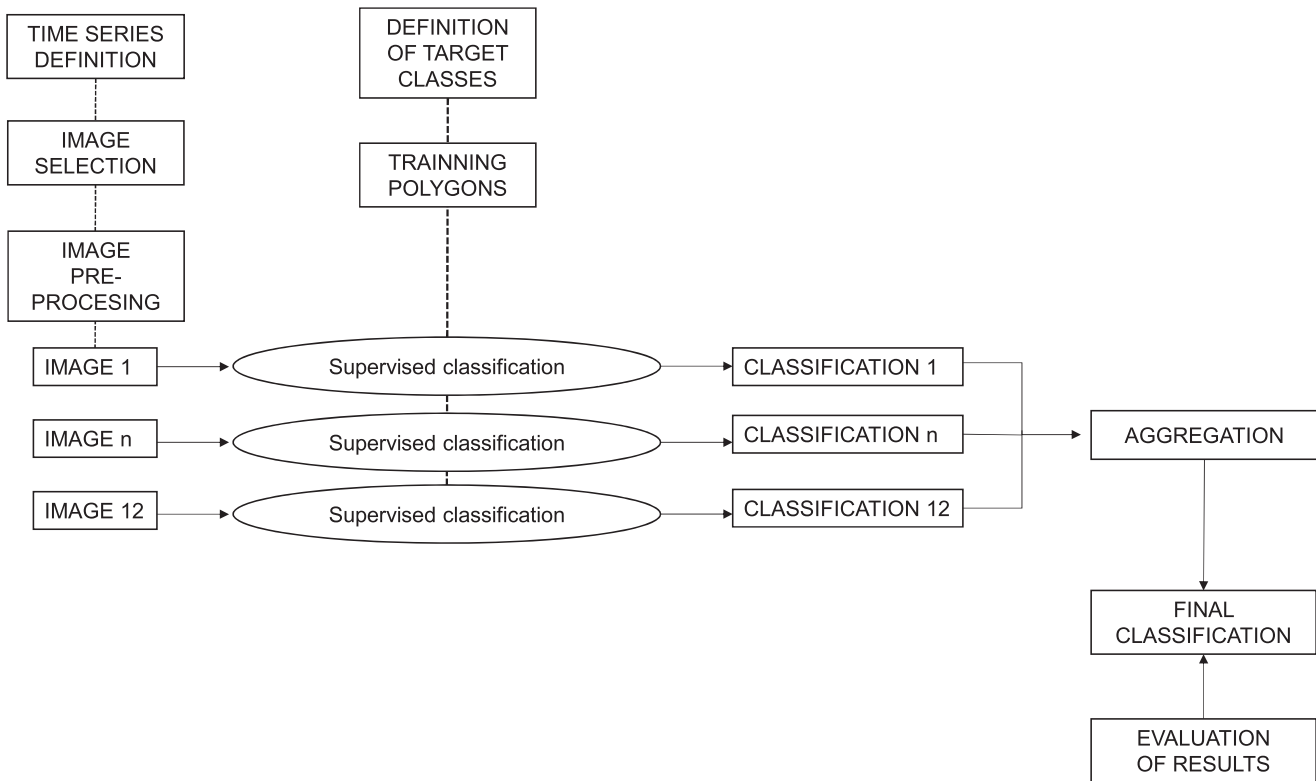 TIME SERIES
DEFINITION
IMAGE
SELECTION
IMAGE
PRE-
PROCESING
DEFINITION
OF TARGET
CLASSES
TRAINNING
POLYGONS
IMAGE 1
Supervised classification
CLASSIFICATION 1
IMAGE n
Supervised classification
CLASSIFICATION n
IMAGE 12
Supervised classification
CLASSIFICATION 12
AGGREGATION
FINAL
CLASSIFICATION
EVALUATION
OF RESULTS